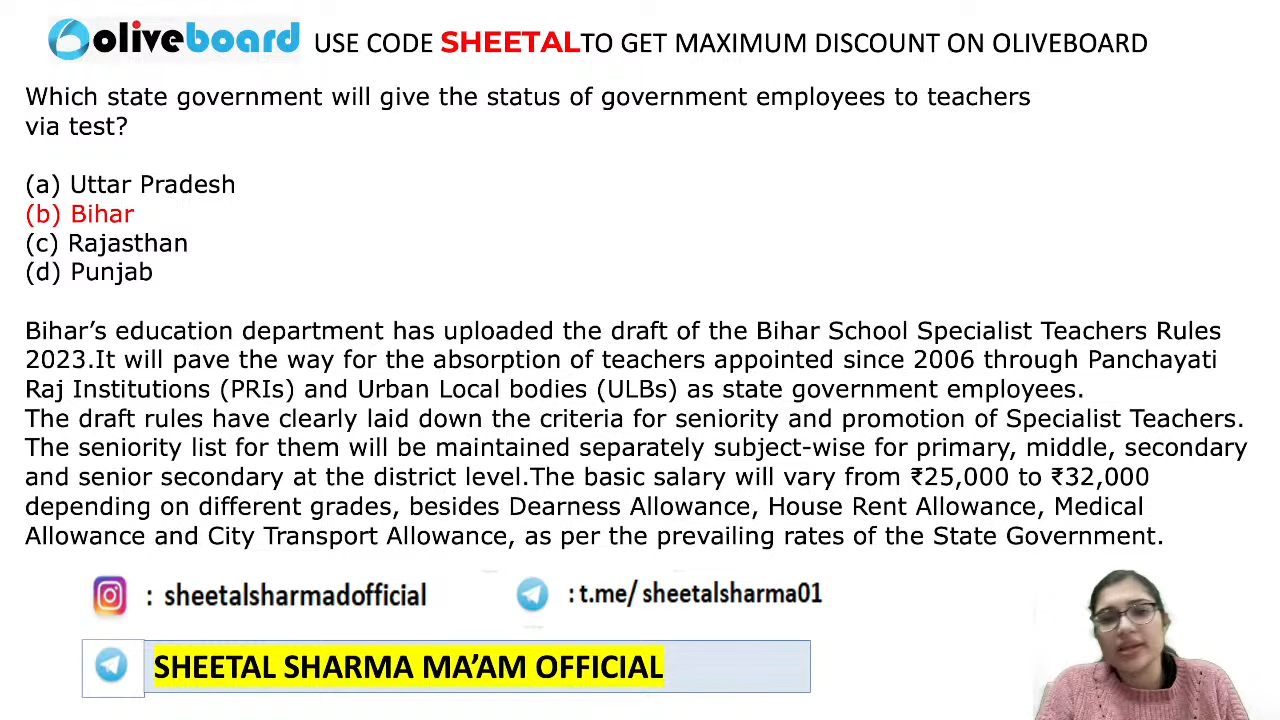 oliveboard USE CODE SHEETAL TO GET MAXIMUM DISCOUNT ON OLIVEBOARD
Which state government will give the status of government employees to teachers
via test?
(a) Uttar Pradesh
(b) Bihar
(c) Rajasthan
(d) Punjab
Bihar’s education department has uploaded the draft of the Bihar School Specialist Teachers Rules
2023.It will pave the way for the absorption of teachers appointed since 2006 through Panchayati
Raj Institutions (PRIs) and Urban Local bodies (ULBs) as state government employees.
The draft rules have clearly laid down the criteria for seniority and promotion of Specialist Teachers.
The seniority list for them will be maintained separately subject-wise for primary, middle, secondary
and senior secondary at the district level.The basic salary will vary from ₹25,000 to ₹32,000
depending on different grades, besides Dearness Allowance, House Rent Allowance, Medical
Allowance and City Transport Allowance, as per the prevailing rates of the State Government.
: sheetalsharmadofficial : t.me/ sheetalsharma01
SHEETAL SHARMA MA’AM OFFICIAL